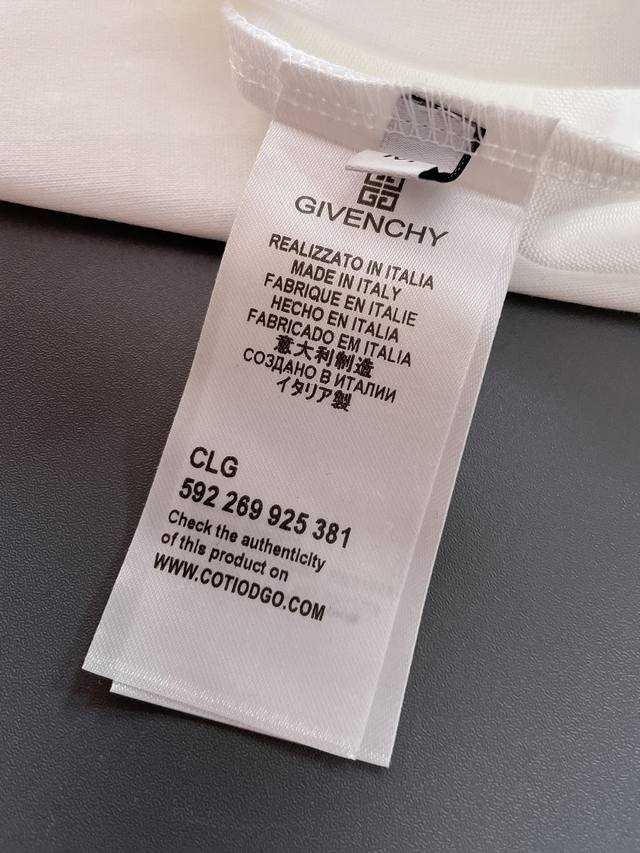 GIVENCHY
REALIZZATO IN ITALIA
MADE IN ITALY
FABRIQUE EN ITALIE
HECHO EN ITALIA
FABRICADO EM ITALIA
意大利制造
СОЗДАНО В ИТАЛИИ
イタリア製
CLG
592 269 925 381
Check the authenticity
of this product on
WWW.COTIODGO.COM